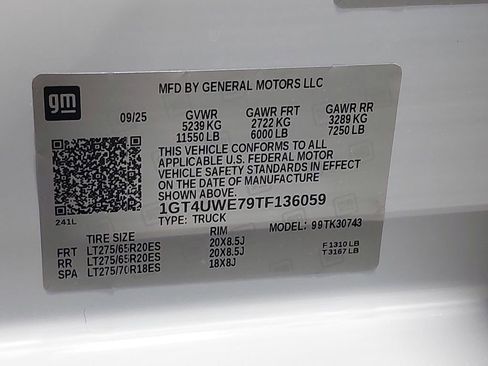 gm
MFD BY GENERAL MOTORS LLC
09/25 GVWR GAWR FRT GAWR RR
5239 KG 2722 KG 3289 KG
11550 LB 6000 LB 7250 LB
THIS VEHICLE CONFORMS TO ALL
APPLICABLE U.S. FEDERAL MOTOR
VEHICLE SAFETY STANDARDS IN EFFECT
ON THE DATE OF MANUFACTURE
SHOWN ABOVE.
1GT4UWE79TF136059
241L TYPE: TRUCK MODEL: 99TK30743
TIRE SIZE RIM
FRT LT275/65R20ES 20X8.5J F 1310 LB
RR LT275/65R20ES 20X8.5J T 3167 LB
SPA LT275/70R18ES 18X8J